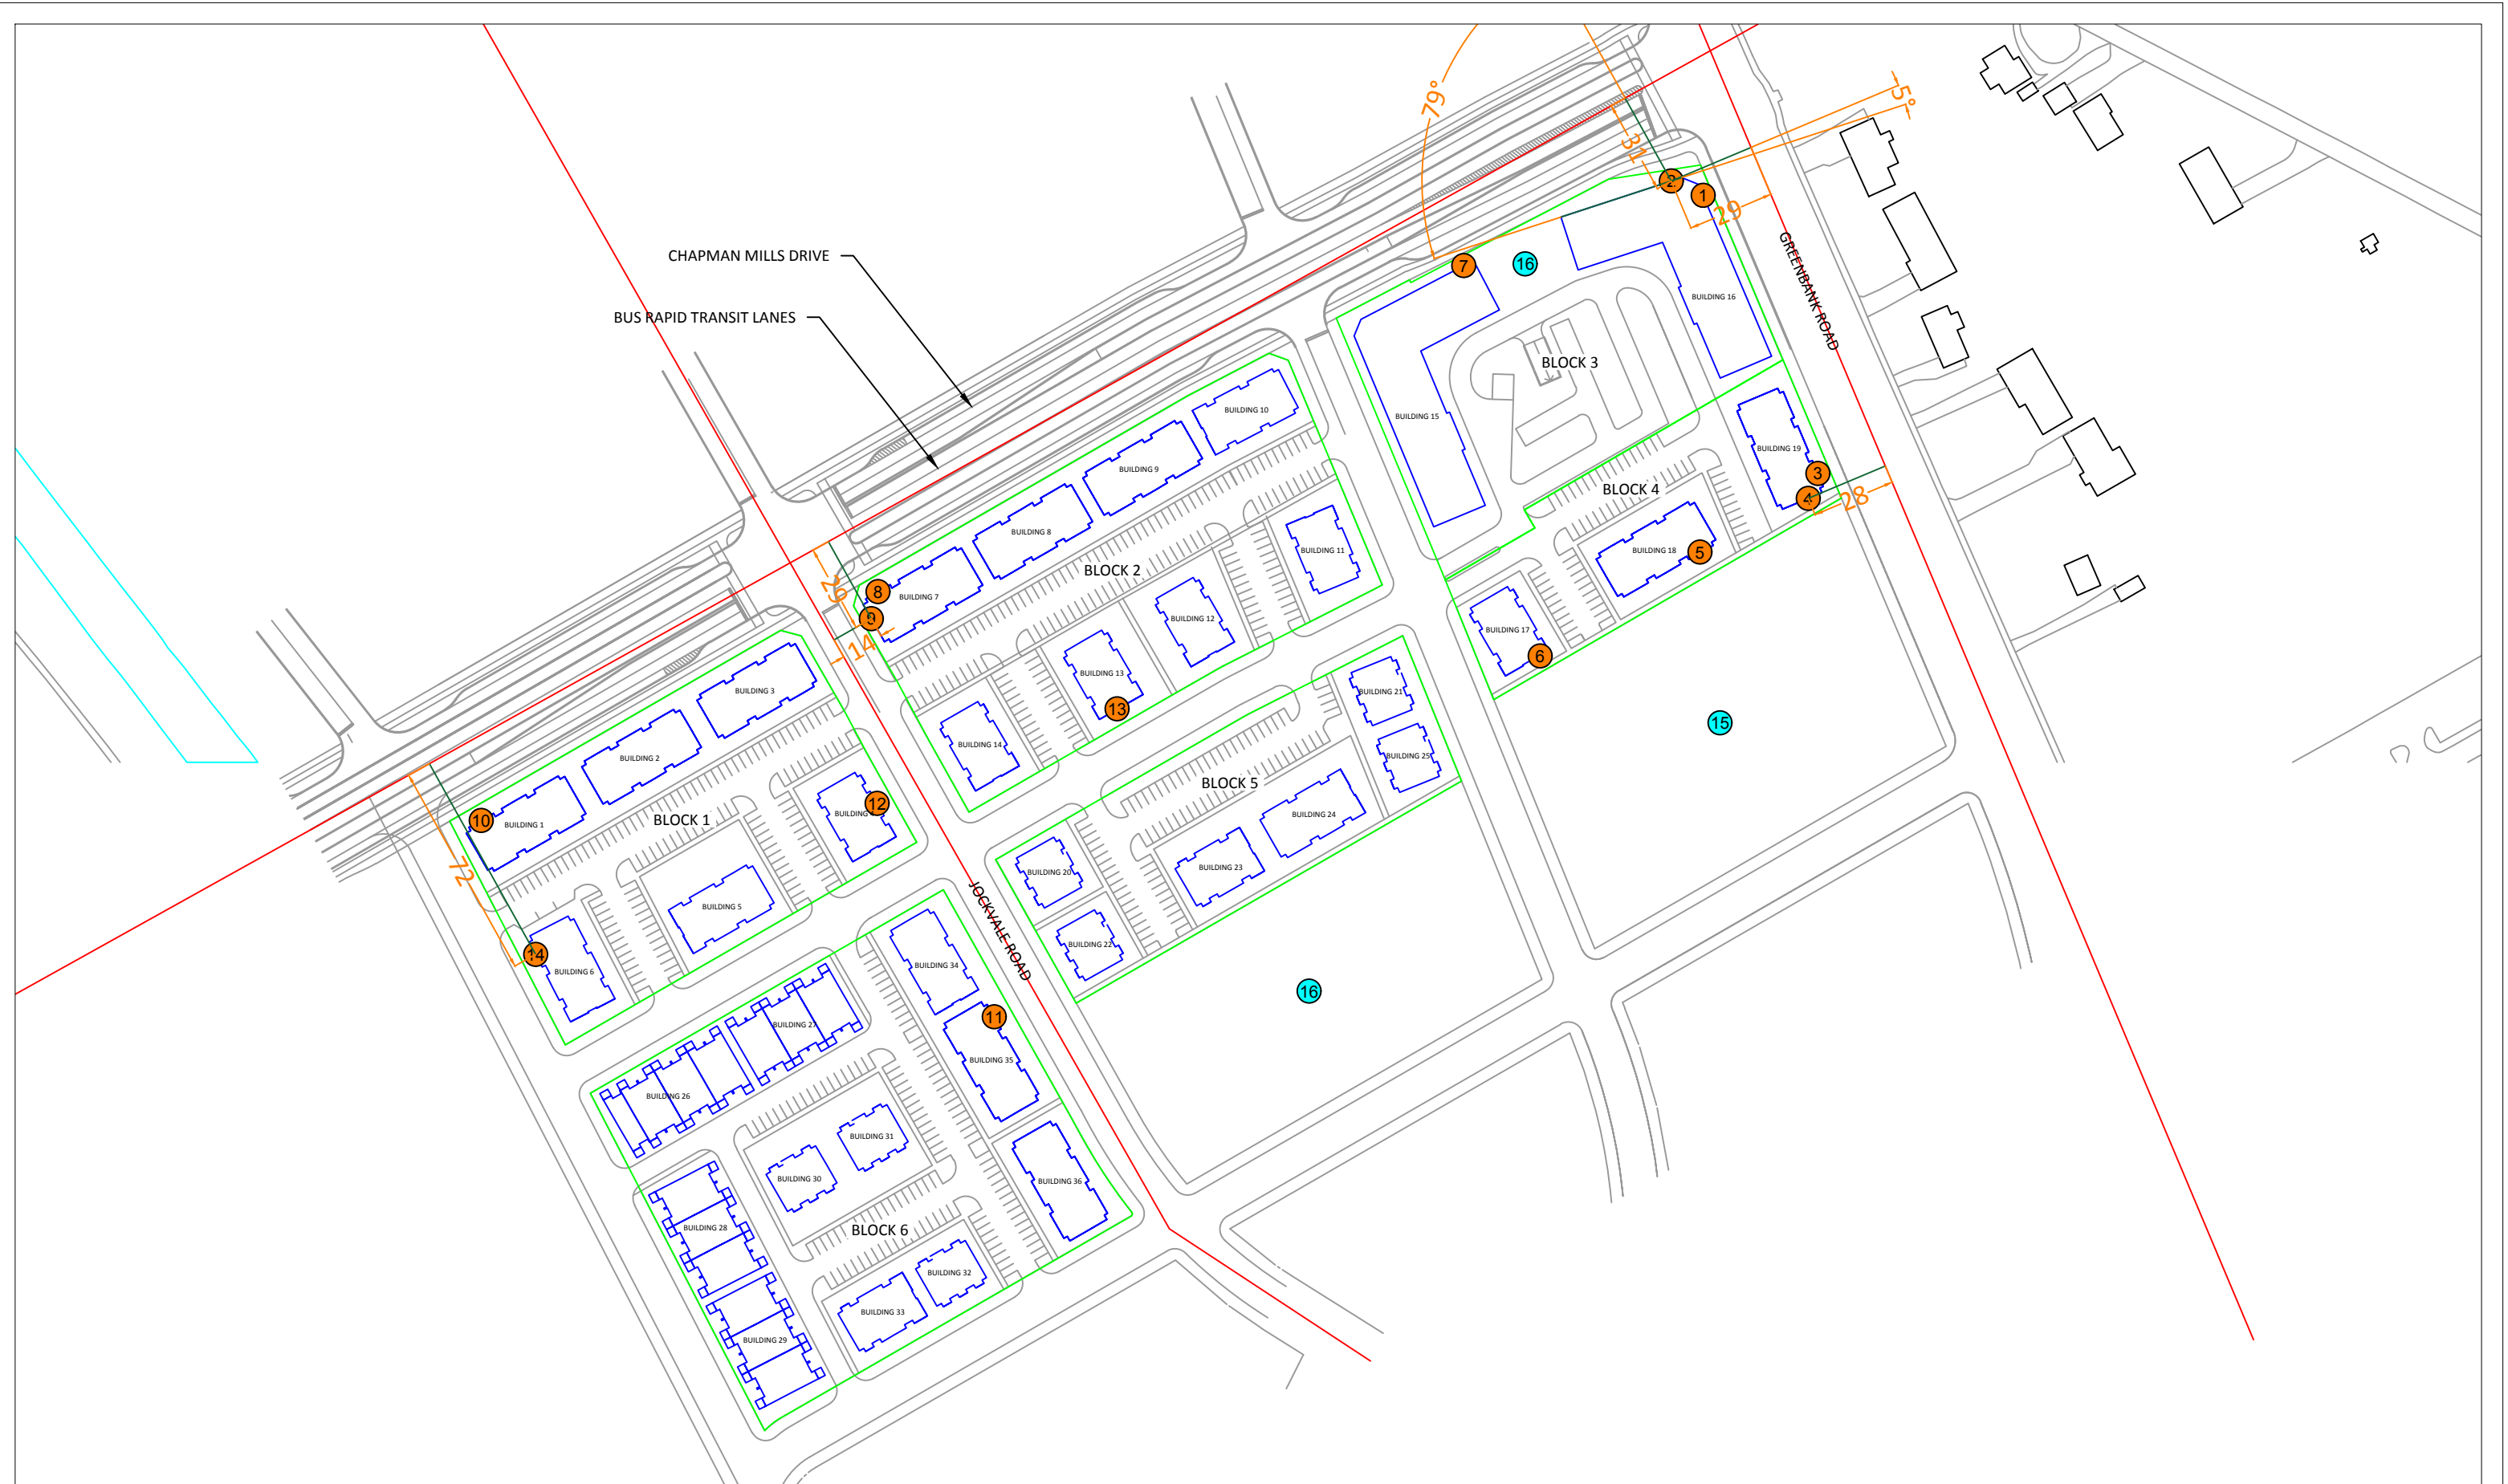 79°
5°
31
2
1
29
CHAPMAN MILLS DRIVE
7
16
GREENBANK ROAD
BUILDING 16
BUS RAPID TRANSIT LANES
BLOCK 3
BUILDING 10
BUILDING 15
BUILDING 19
BUILDING 9
3
BLOCK 4
4
28
BUILDING 8
BUILDING 11
BUILDING 18
5
BLOCK 2
26
8
BUILDING 7
9
14
BUILDING 12
BUILDING 17
6
BUILDING 13
BUILDING 3
BUILDING 21
13
15
BUILDING 14
BUILDING 2
BUILDING 25
BLOCK 5
12
BUILDING
10
BUILDING 1
BLOCK 1
BUILDING 24
72
BUILDING 23
BUILDING 20
BUILDING 5
JOCKVALE ROAD
BUILDING 22
14
BUILDING 6
BUILDING 34
16
11
BUILDING 27
BUILDING 35
BUILDING 26
BUILDING 31
BUILDING 30
BUILDING 36
BUILDING 28
BLOCK 6
BUILDING 32
BUILDING 33
BUILDING 29